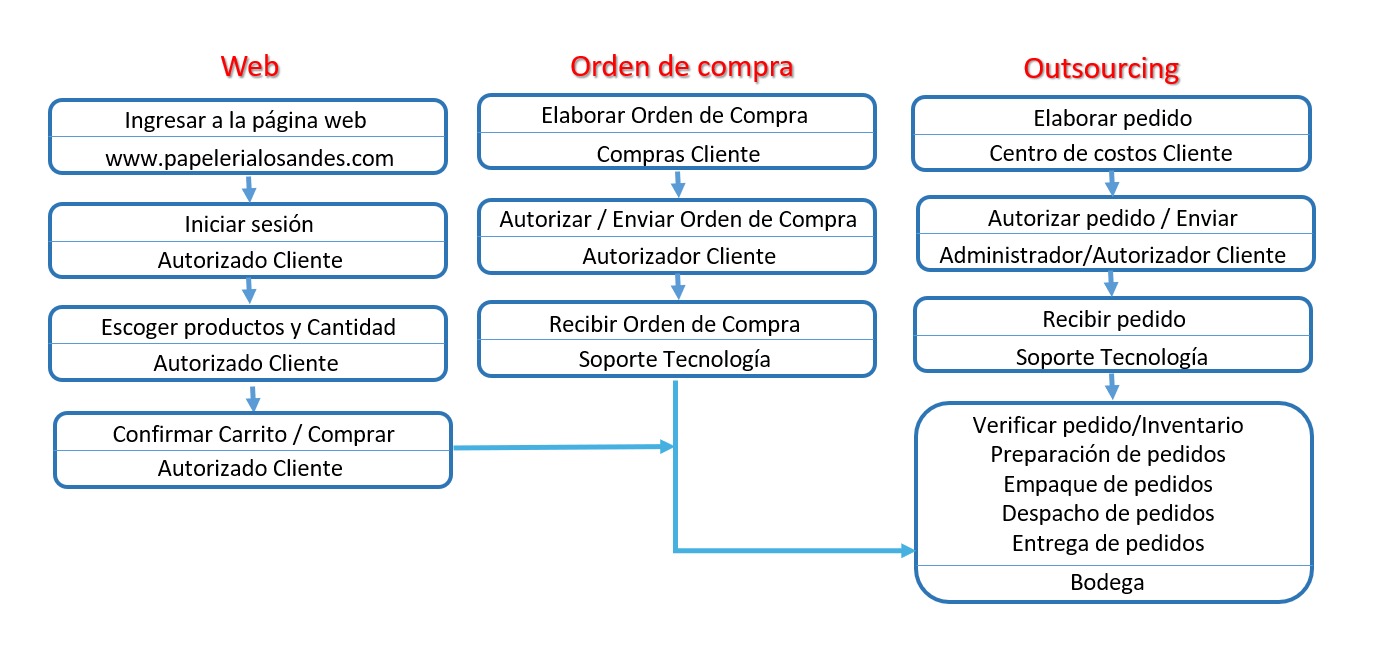 Web
Ingresar a la página web
www.papelerialosandes.com
Iniciar sesión
Autorizado Cliente
Escoger productos y Cantidad
Autorizado Cliente
Confirmar Carrito / Comprar
Autorizado Cliente
Orden de compra
Elaborar Orden de Compra
Compras Cliente
Autorizar / Enviar Orden de Compra
Autorizador Cliente
Recibir Orden de Compra
Soporte Tecnología
Outsourcing
Elaborar pedido
Centro de costos Cliente
Autorizar pedido / Enviar
Administrador/Autorizador Cliente
Recibir pedido
Soporte Tecnología
Verificar pedido/Inventario
Preparación de pedidos
Empaque de pedidos
Despacho de pedidos
Entrega de pedidos
Bodega